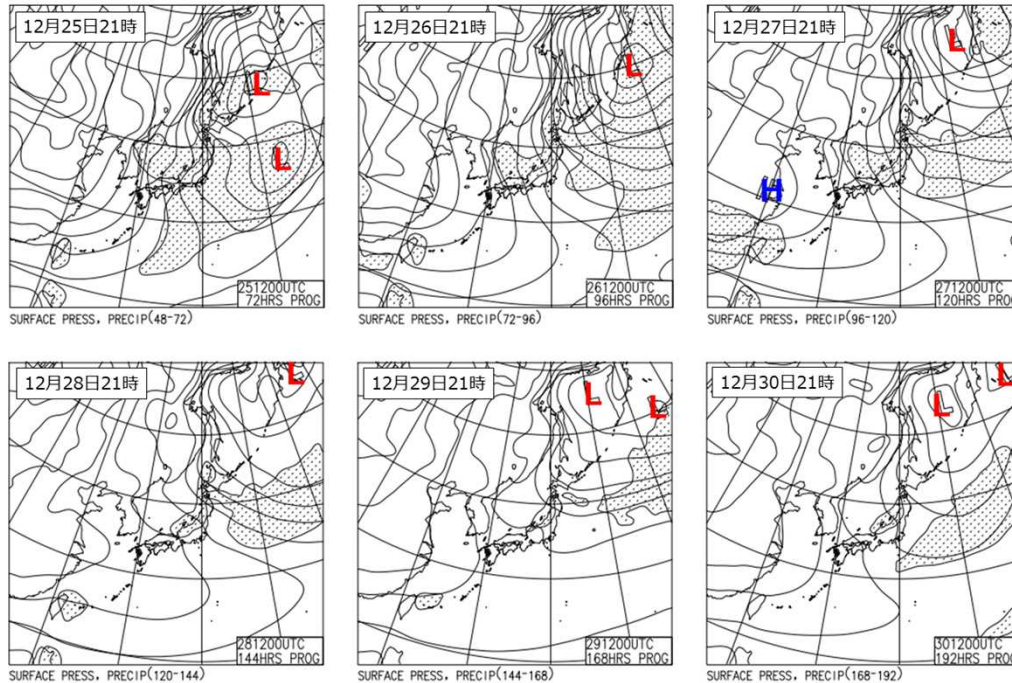 12月25日21時
L
L
251200UTC
72HRS PROG
SURFACE PRESS, PRECIP(48-72)
12月26日21時
L
261200UTC
96HRS PROG
SURFACE PRESS, PRECIP(72-96)
12月27日21時
L
H
271200UTC
120HRS PROG
SURFACE PRESS, PRECIP(96-120)
12月28日21時
L
281200UTC
144HRS PROG
SURFACE PRESS, PRECIP(120-144)
12月29日21時
L
L
291200UTC
168HRS PROG
SURFACE PRESS, PRECIP(144-168)
12月30日21時
L
L
301200UTC
192HRS PROG
SURFACE PRESS, PRECIP(168-192)